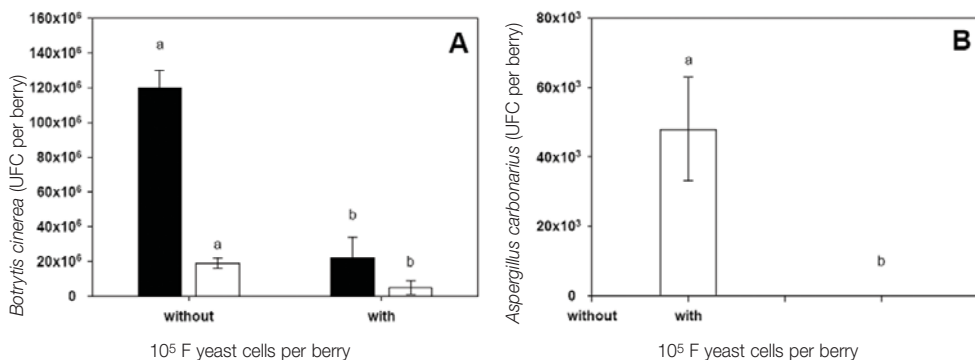 A
Botrytis cinerea (UFC per berry)
160x10⁶
140x10⁶
120x10⁶
100x10⁶
80x10⁶
60x10⁶
40x10⁶
20x10⁶
0
a
a
b
b
without
with
10⁵ F yeast cells per berry
B
Aspergillus carbonarius (UFC per berry)
80x10³
60x10³
40x10³
20x10³
0
a
b
without
with
10⁵ F yeast cells per berry